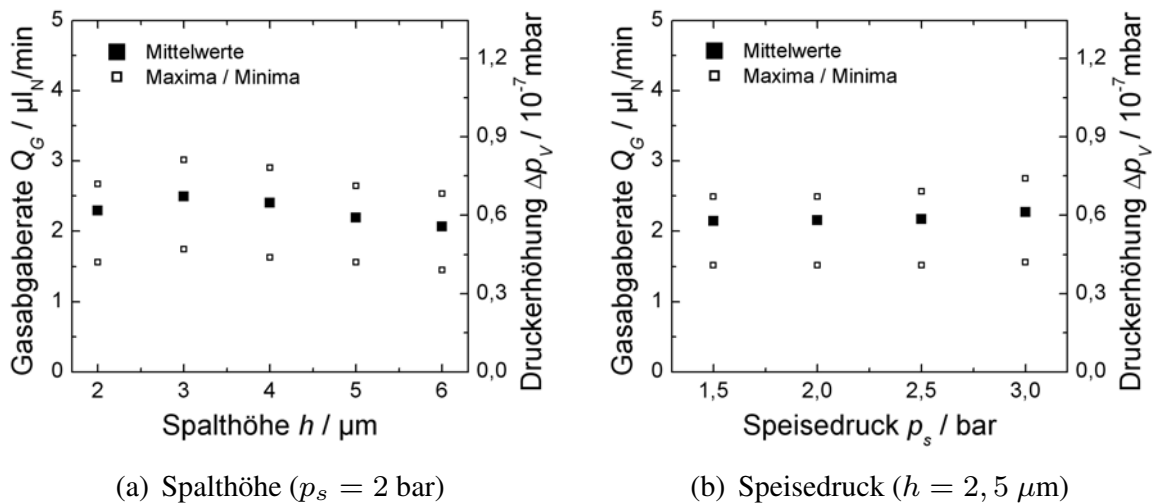 Gasabgaberate Q_G / µl_N/min
5
4
3
2
1
0
■ Mittelwerte
□ Maxima / Minima
1,2
0,9
0,6
0,3
0,0
Druckerhöhung Δp_V / 10^-7 mbar
2 3 4 5 6
Spalthöhe h / µm
(a) Spalthöhe (p_s = 2 bar)
Gasabgaberate Q_G / µl_N/min
5
4
3
2
1
0
■ Mittelwerte
□ Maxima / Minima
1,2
0,9
0,6
0,3
0,0
Druckerhöhung Δp_V / 10^-7 mbar
1,5 2,0 2,5 3,0
Speisedruck p_s / bar
(b) Speisedruck (h = 2, 5 µm)